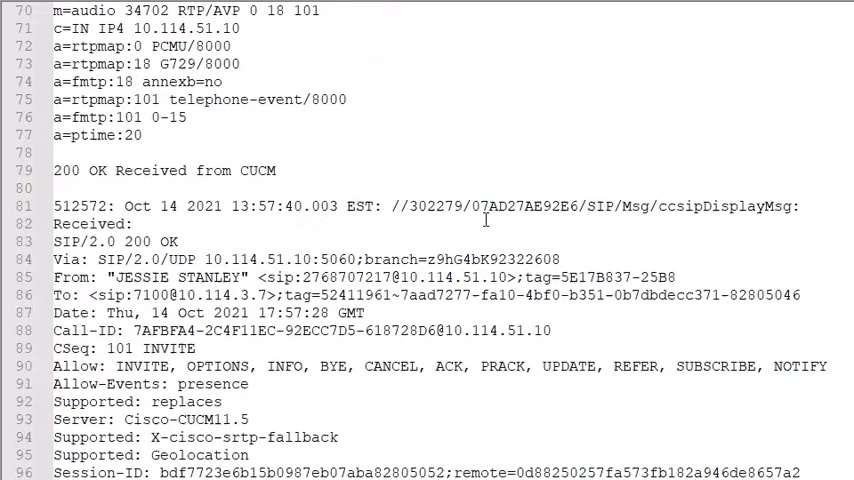 70 m=audio 34702 RTP/AVP 0 18 101
71 c=IN IP4 10.114.51.10
72 a=rtpmap:0 PCMU/8000
73 a=rtpmap:18 G729/8000
74 a=fmtp:18 annexb=no
75 a=rtpmap:101 telephone-event/8000
76 a=fmtp:101 0-15
77 a=ptime:20
78
79 200 OK Received from CUCM
80
81 512572: Oct 14 2021 13:57:40.003 EST: //302279/07AD27AE92E6/SIP/Msg/ccsipDisplayMsg:
82 Received:
83 SIP/2.0 200 OK
84 Via: SIP/2.0/UDP 10.114.51.10:5060;branch=z9hG4bK92322608
85 From: "JESSIE STANLEY" <sip:2768707217@10.114.51.10>;tag=5E17B837-25B8
86 To: <sip:7100@10.114.3.7>;tag=52411961~7aad7277-fa10-4bf0-b351-0b7dbdecc371-82805046
87 Date: Thu, 14 Oct 2021 17:57:28 GMT
88 Call-ID: 7AFBFA4-2C4F11EC-92ECC7D5-618728D6@10.114.51.10
89 CSeq: 101 INVITE
90 Allow: INVITE, OPTIONS, INFO, BYE, CANCEL, ACK, PRACK, UPDATE, REFER, SUBSCRIBE, NOTIFY
91 Allow-Events: presence
92 Supported: replaces
93 Server: Cisco-CUCM11.5
94 Supported: X-cisco-srtp-fallback
95 Supported: Geolocation
96 Session-ID: bdf7723e6b15b0987eb07aba82805052;remote=0d88250257fa573fb182a946de8657a2